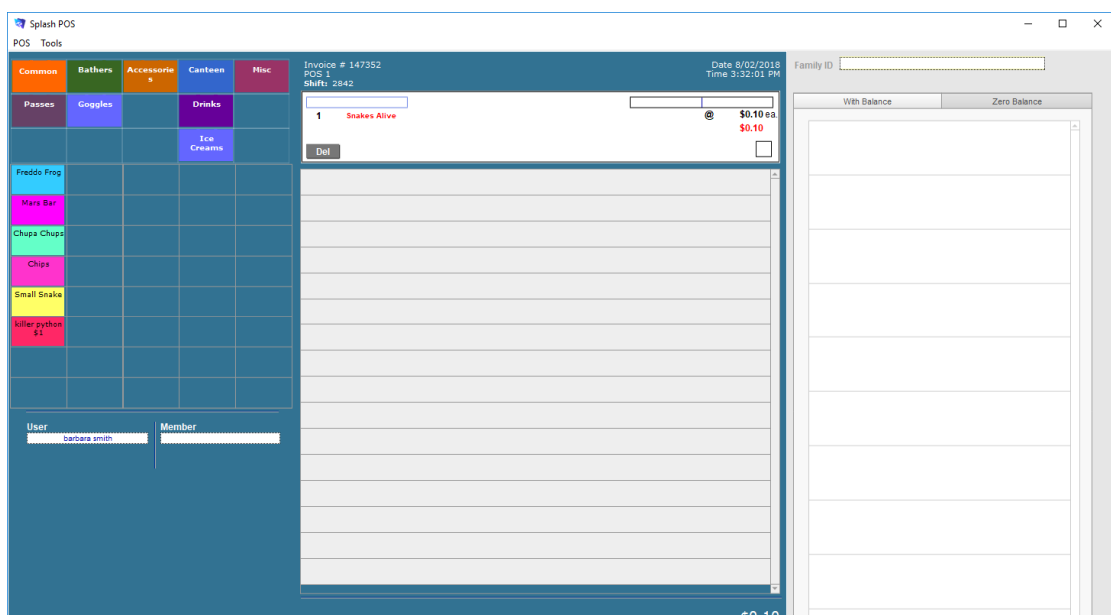 Splash POS
POS Tools
Common
Bathers
Accessorie
s
Canteen
Misc
Passes
Goggles
Drinks
Ice
Creams
Freddo Frog
Mars Bar
Chupa Chups
Chips
Small Snake
killer python
$1
User
barbara smith
Member
Invoice # 147352
POS 1
Shift: 2842
Date 8/02/2018
Time 3:32:01 PM
1 Snakes Alive @ $0.10 ea.
$0.10
Del
Family ID
With Balance
Zero Balance
$0.10